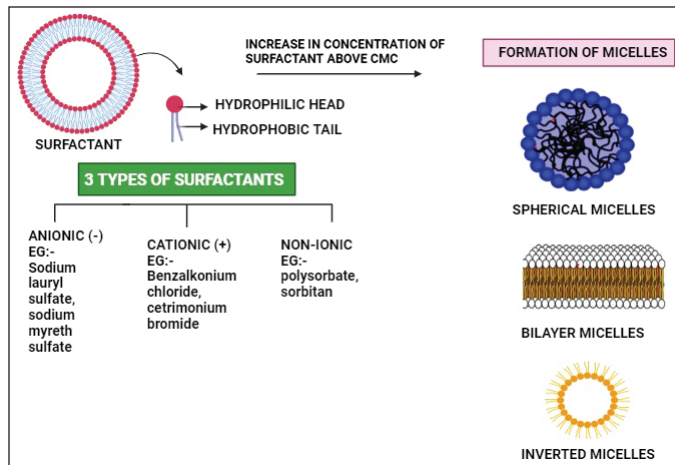 INCREASE IN CONCENTRATION OF
SURFACTANT ABOVE CMC
FORMATION OF MICELLES
HYDROPHILIC HEAD
HYDROPHOBIC TAIL
SURFACTANT
3 TYPES OF SURFACTANTS
ANIONIC (-)
EG:-
Sodium
lauryl
sulfate,
sodium
myreth
sulfate
CATIONIC (+)
EG:-
Benzalkonium
chloride,
cetrimonium
bromide
NON-IONIC
EG:-
polysorbate,
sorbitan
SPHERICAL MICELLES
BILAYER MICELLES
INVERTED MICELLES